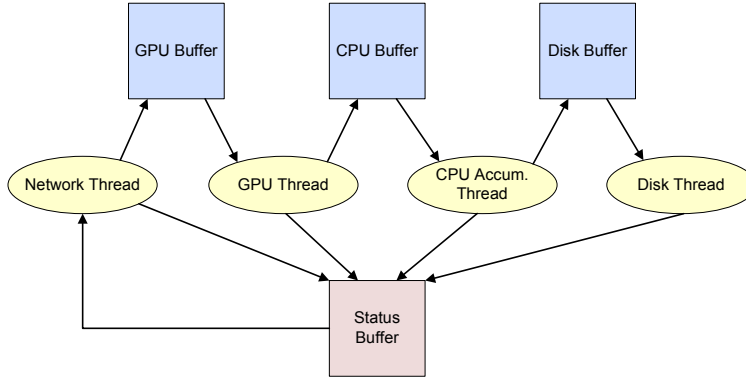 GPU Buffer
CPU Buffer
Disk Buffer
Network Thread
GPU Thread
CPU Accum.
Thread
Disk Thread
Status
Buffer